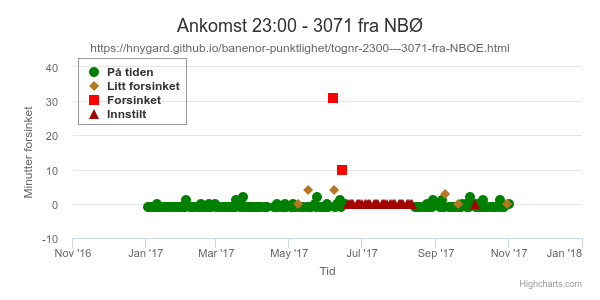 Ankomst 23:00 - 3071 fra NBØ
https://hnygard.github.io/banenor-punktlighet/tognr-2300---3071-fra-NBOE.html
På tiden
Litt forsinket
Forsinket
Innstilt
Minutter forsinket
40
30
20
10
0
-10
Nov '16 Jan '17 Mar '17 May '17 Jul '17 Sep '17 Nov '17 Jan '18
Tid
Highcharts.com